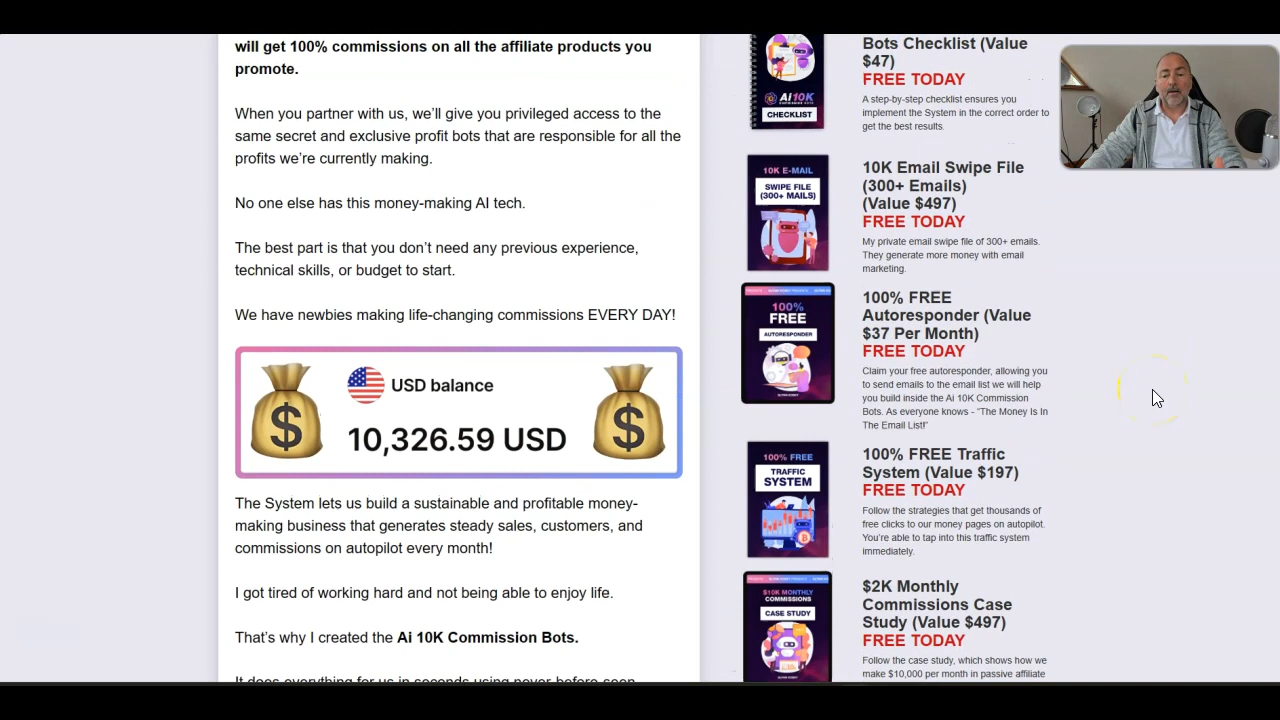 will get 100% commissions on all the affiliate products you
promote.
When you partner with us, we'll give you privileged access to the
same secret and exclusive profit bots that are responsible for all the
profits we're currently making.
No one else has this money-making AI tech.
The best part is that you don't need any previous experience,
technical skills, or budget to start.
We have newbies making life-changing commissions EVERY DAY!
$
USD balance
10,326.59 USD
$
The System lets us build a sustainable and profitable money-
making business that generates steady sales, customers, and
commissions on autopilot every month!
I got tired of working hard and not being able to enjoy life.
That's why I created the Ai 10K Commission Bots.
It does everything for us in seconds using never-before-seen
Ai10K
CHECKLIST
Bots Checklist (Value
$47)
FREE TODAY
A step-by-step checklist ensures you
implement the System in the correct order to
get the best results.
10K E-MAIL
SWIPE FILE
(300+ MAILS)
10K Email Swipe File
(300+ Emails)
(Value $497)
FREE TODAY
My private email swipe file of 300+ emails.
They generate more money with email
marketing.
100%
FREE
AUTORESPONDER
100% FREE
Autoresponder (Value
$37 Per Month)
FREE TODAY
Claim your free autoresponder, allowing you
to send emails to the email list we will help
you build inside the Ai 10K Commission
Bots. As everyone knows - "The Money Is In
The Email List!"
100% FREE
TRAFFIC
SYSTEM
100% FREE Traffic
System (Value $197)
FREE TODAY
Follow the strategies that get thousands of
free clicks to our money pages on autopilot.
You're able to tap into this traffic system
immediately.
$10K MONTHLY
COMMISSIONS
CASE STUDY
$2K Monthly
Commissions Case
Study (Value $497)
FREE TODAY
Follow the case study, which shows how we
make $10,000 per month in passive affiliate